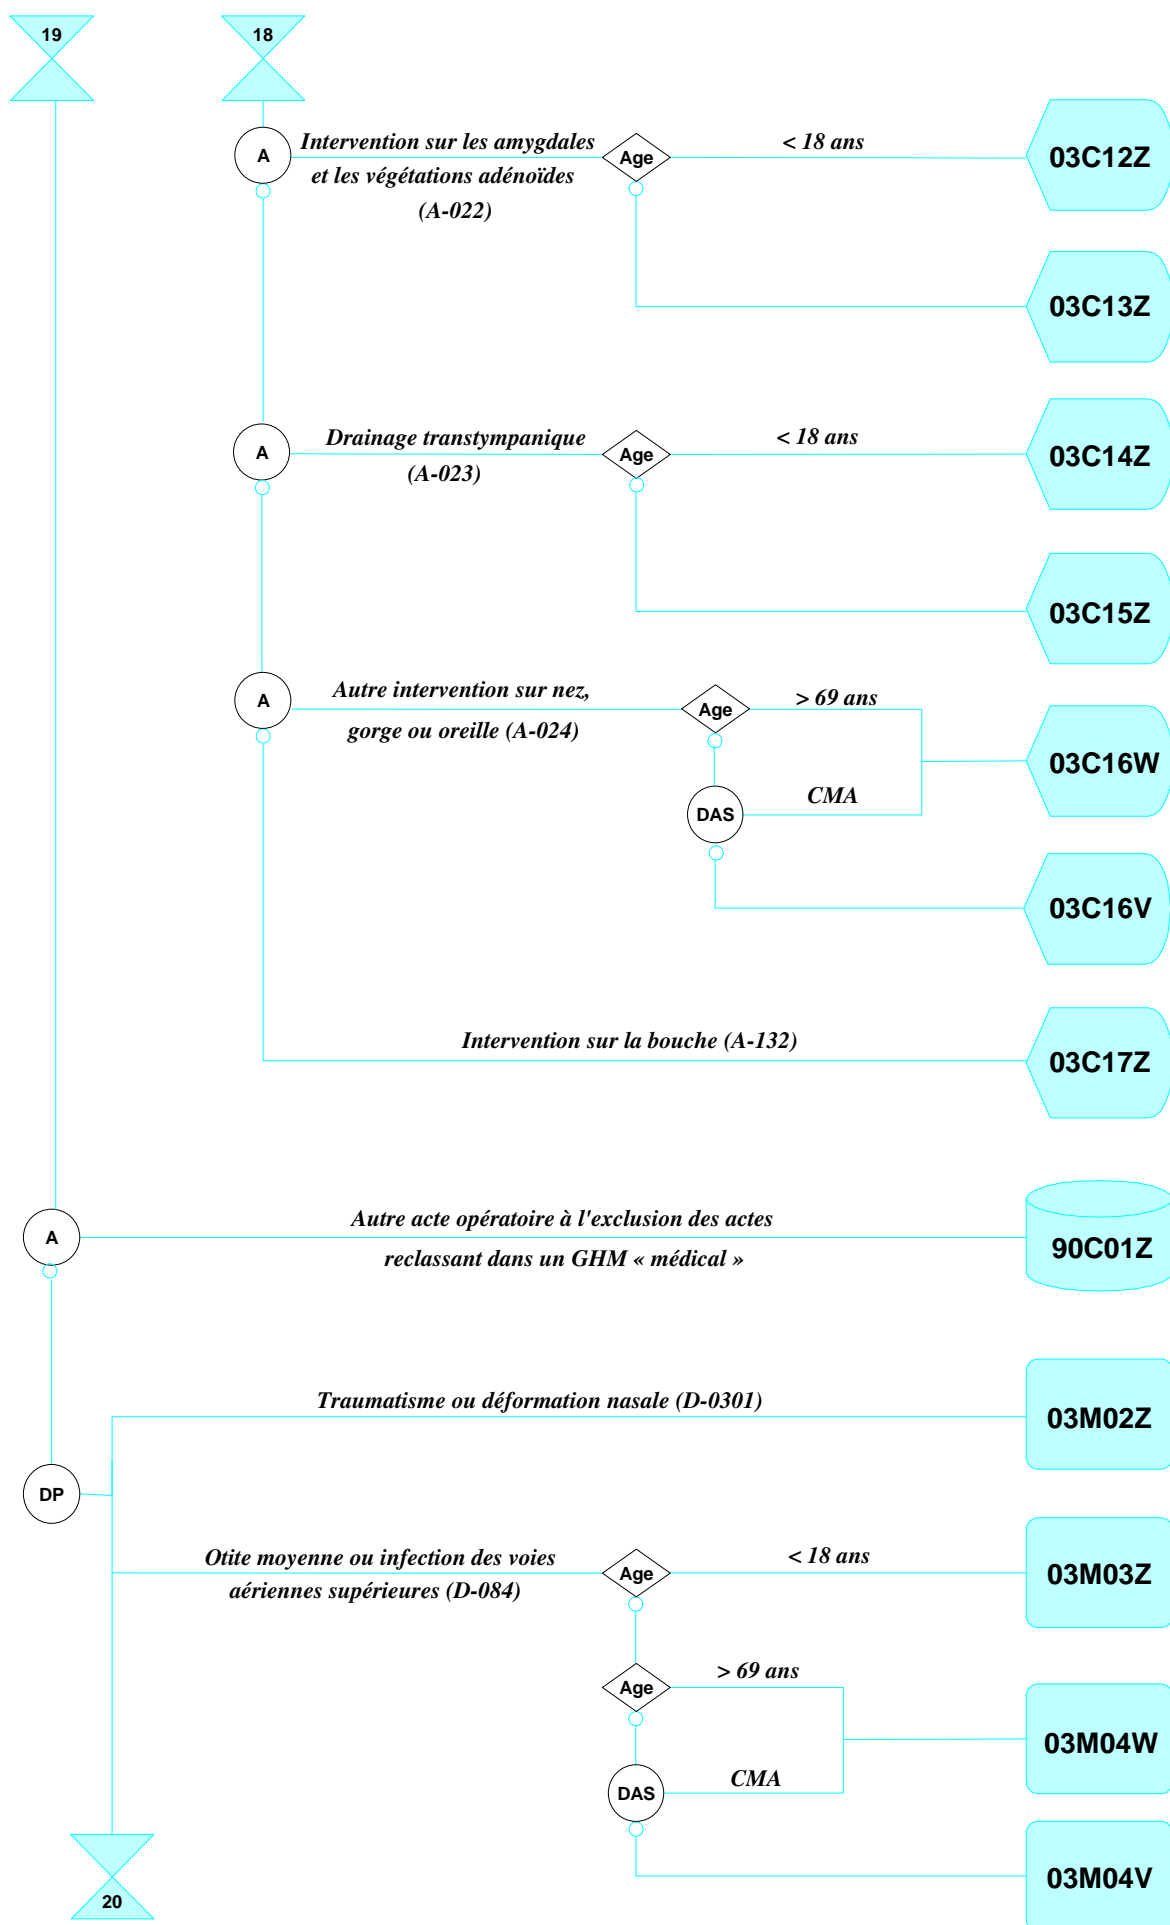 19
18
A
Intervention sur les amygdales
et les végétations adénoïdes
(A-022)
Age
< 18 ans
03C12Z
03C13Z
A
Drainage transtympanique
(A-023)
Age
< 18 ans
03C14Z
03C15Z
A
Autre intervention sur nez,
gorge ou oreille (A-024)
Age
> 69 ans
DAS
CMA
03C16W
03C16V
Intervention sur la bouche (A-132)
03C17Z
A
Autre acte opératoire à l'exclusion des actes
reclassant dans un GHM « médical »
90C01Z
Traumatisme ou déformation nasale (D-0301)
03M02Z
DP
Otite moyenne ou infection des voies
aériennes supérieures (D-084)
Age
< 18 ans
03M03Z
Age
> 69 ans
03M04W
DAS
CMA
03M04V
20